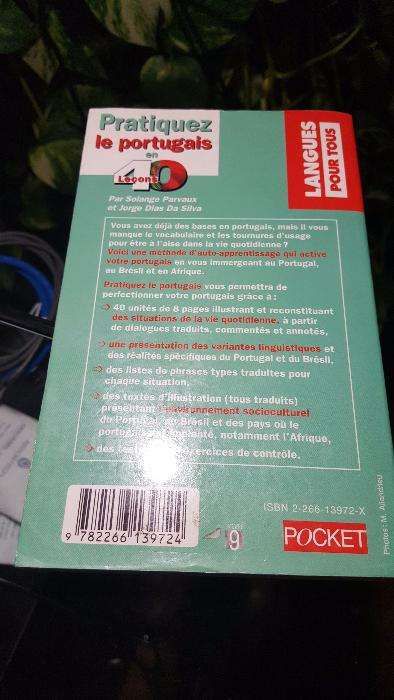 Pratiquez
le portugais
en
40
Leçons
LANGUES
POUR TOUS
Par Solange Parvaux
et Jorge Dias Da Silva
Vous avez déjà des bases en portugais, mais il vous
manque le vocabulaire et les tournures d'usage
pour être à l'aise dans la vie quotidienne ?
Voici une méthode d'auto-apprentissage qui active
votre portugais en vous immergeant au Portugal,
au Brésil et en Afrique.
Pratiquez le portugais vous permettra de
perfectionner votre portugais grâce à :
→ 40 unités de 8 pages illustrant et reconstituant
des situations de la vie quotidienne, à partir
de dialogues traduits, commentés et annotés,
→ une présentation des variantes linguistiques et
des réalités spécifiques du Portugal et du Brésil,
→ des listes de phrases types traduites pour
chaque situation,
→ des textes d'illustration (tous traduits)
présentant l'environnement socioculturel
du Portugal, du Brésil et des pays où le
portugais est, notamment l'Afrique,
→ des exercices de contrôle.
ISBN 2-266-13972-X
9 782266 139724
9
POCKET
Photos : M.